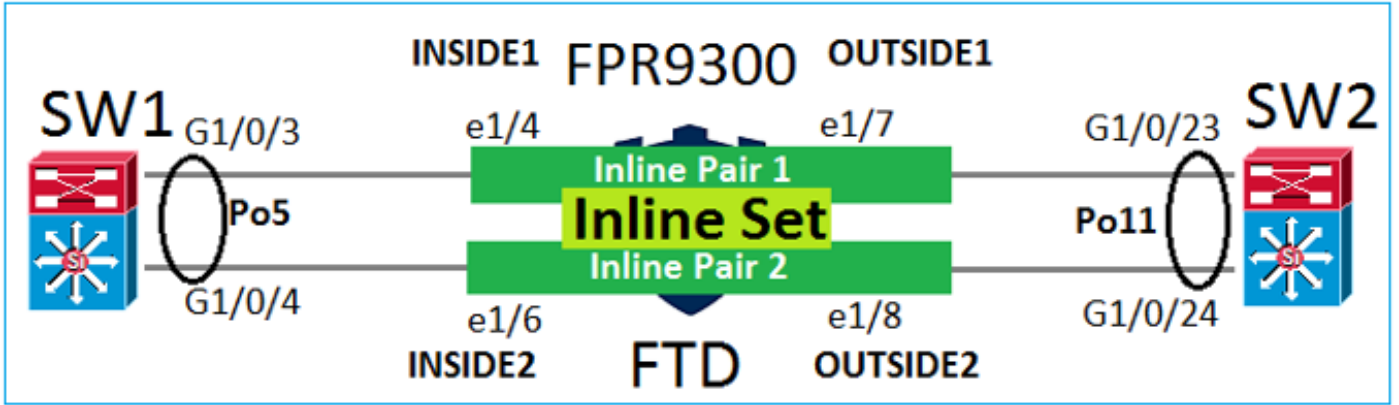 INSIDE1 FPR9300 OUTSIDE1
SW1 SW2
G1/0/3 e1/4 e1/7 G1/0/23
Inline Pair 1
Po5 Inline Set Po11
Si Si
Inline Pair 2
G1/0/4 e1/6 e1/8 G1/0/24
INSIDE2 FTD OUTSIDE2